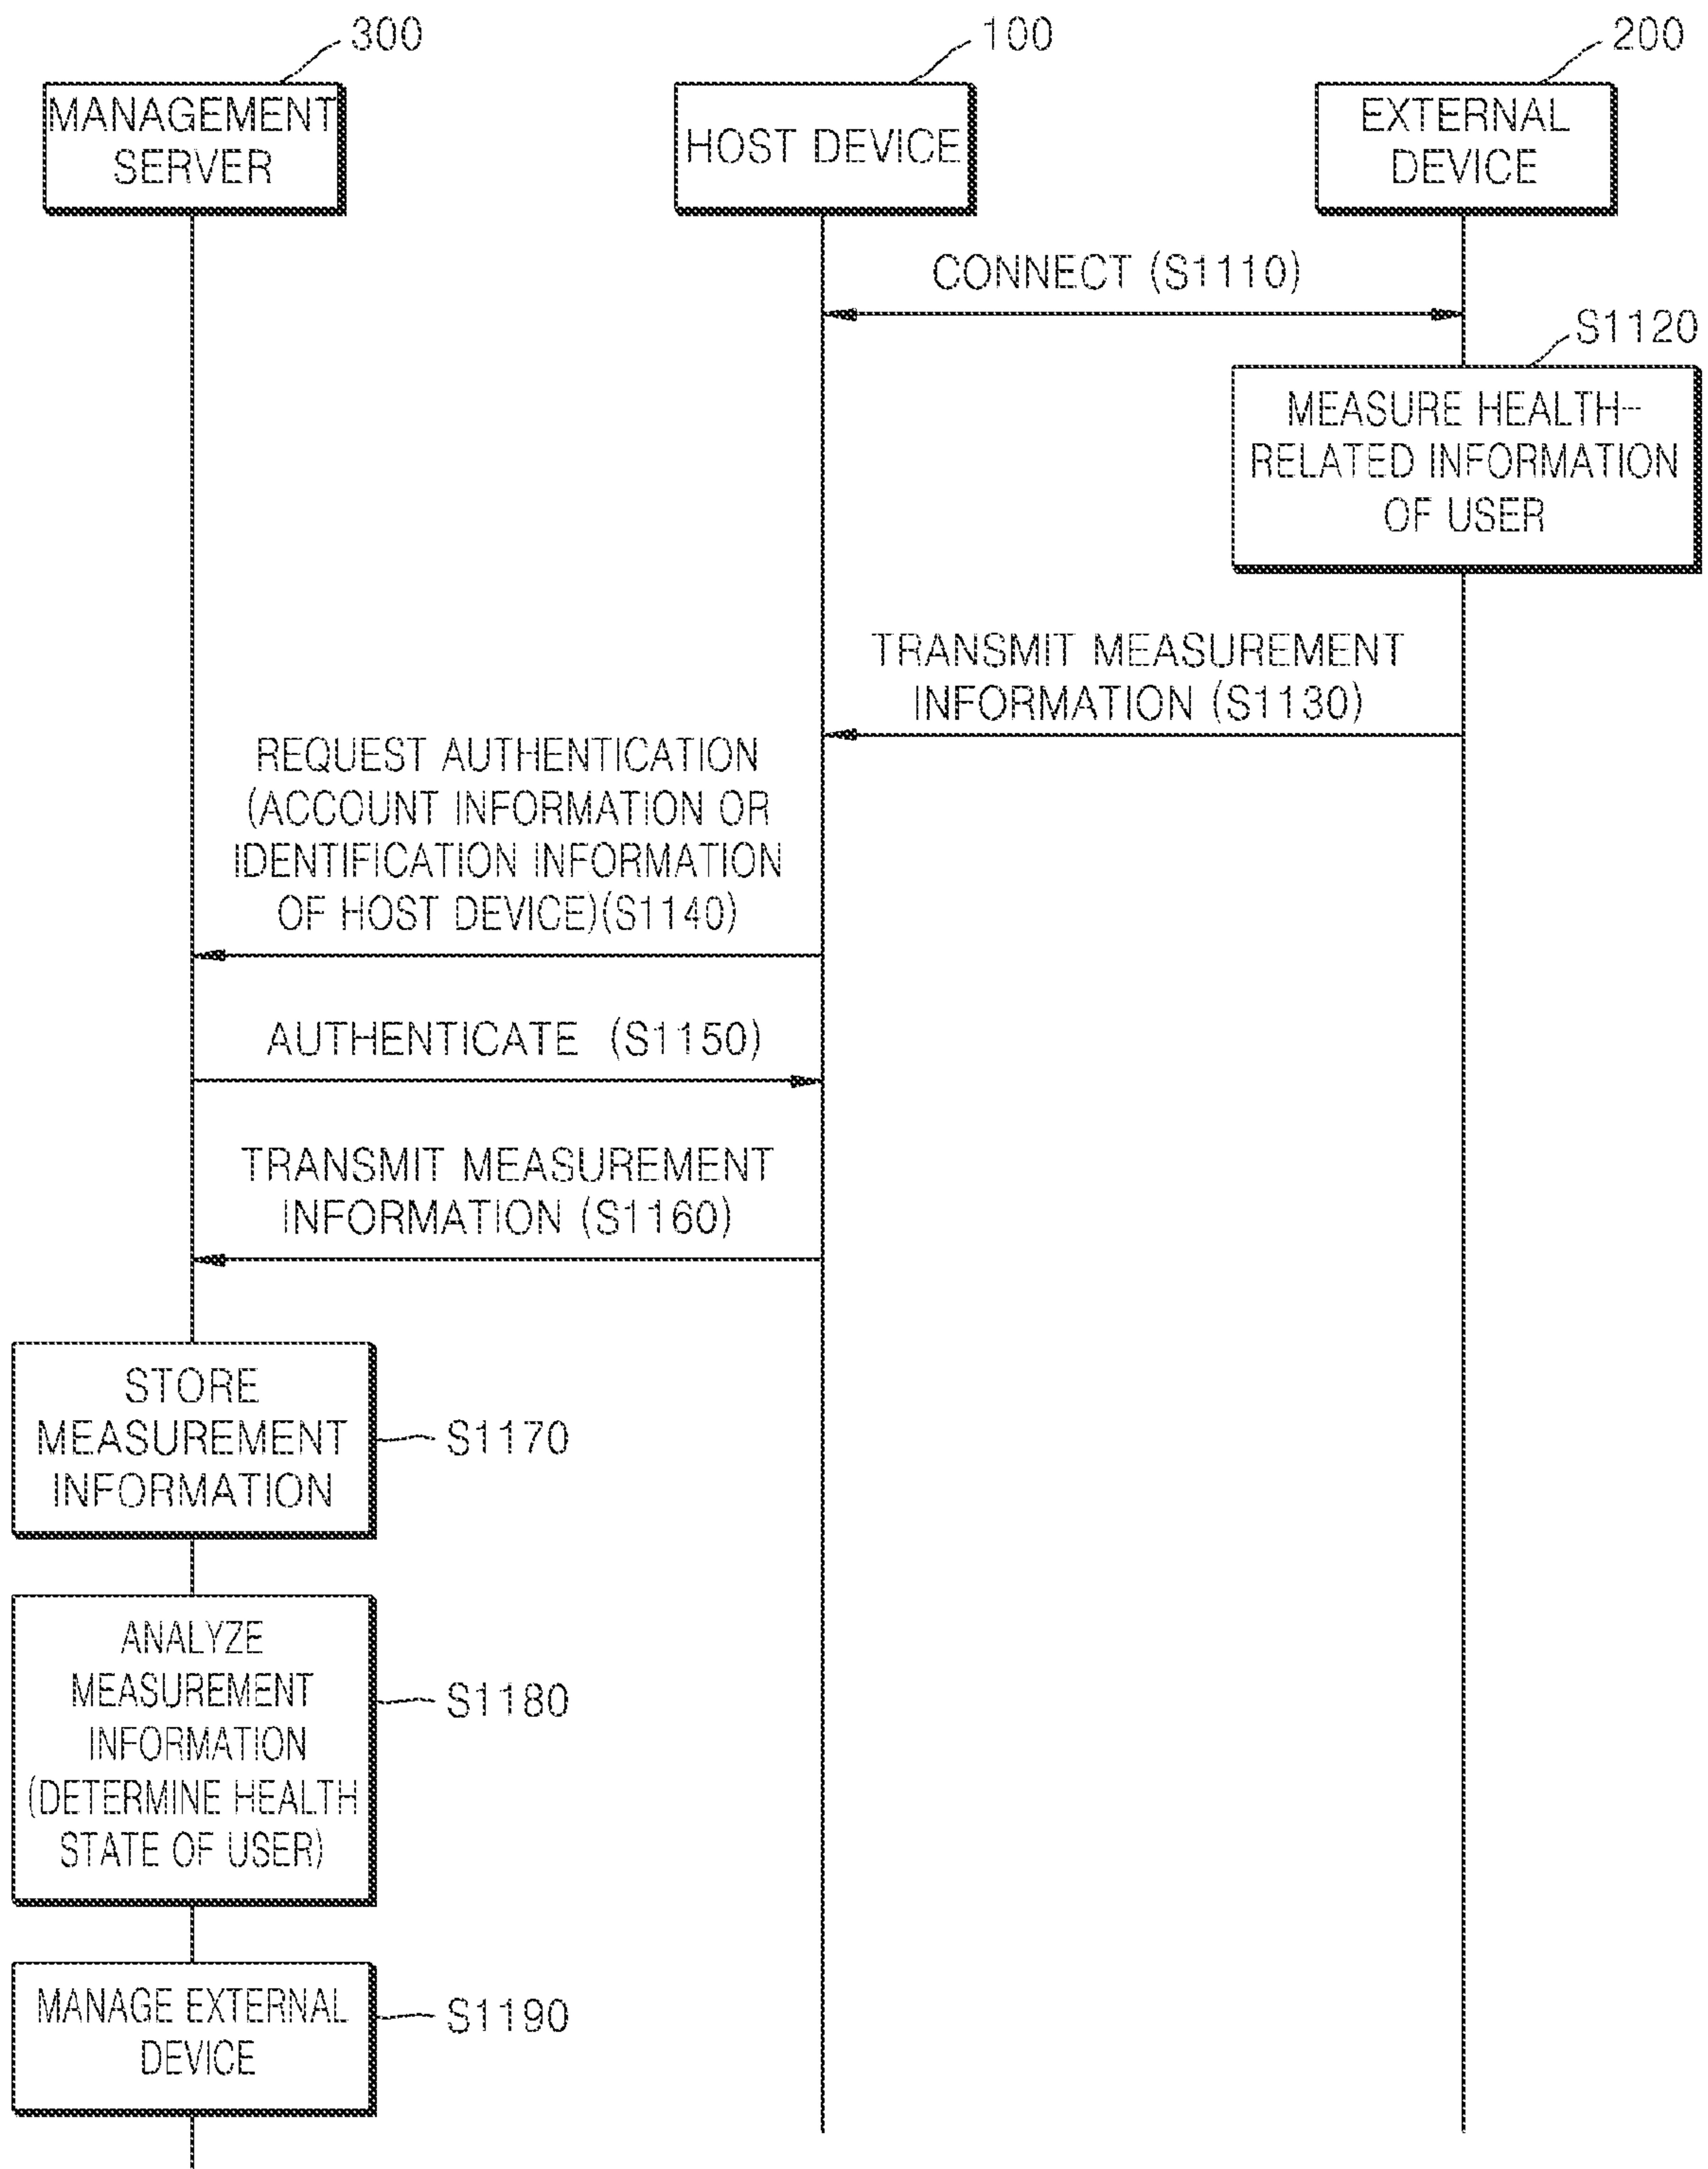 300
100
200
MANAGEMENT
SERVER
HOST DEVICE
EXTERNAL
DEVICE
CONNECT (S1110)
S1120
MEASURE HEALTH-
RELATED INFORMATION
OF USER
TRANSMIT MEASUREMENT
INFORMATION (S1130)
REQUEST AUTHENTICATION
(ACCOUNT INFORMATION OR
IDENTIFICATION INFORMATION
OF HOST DEVICE)(S1140)
AUTHENTICATE (S1150)
TRANSMIT MEASUREMENT
INFORMATION (S1160)
STORE
MEASUREMENT
INFORMATION
S1170
ANALYZE
MEASUREMENT
INFORMATION
(DETERMINE HEALTH
STATE OF USER)
S1180
MANAGE EXTERNAL
DEVICE
S1190